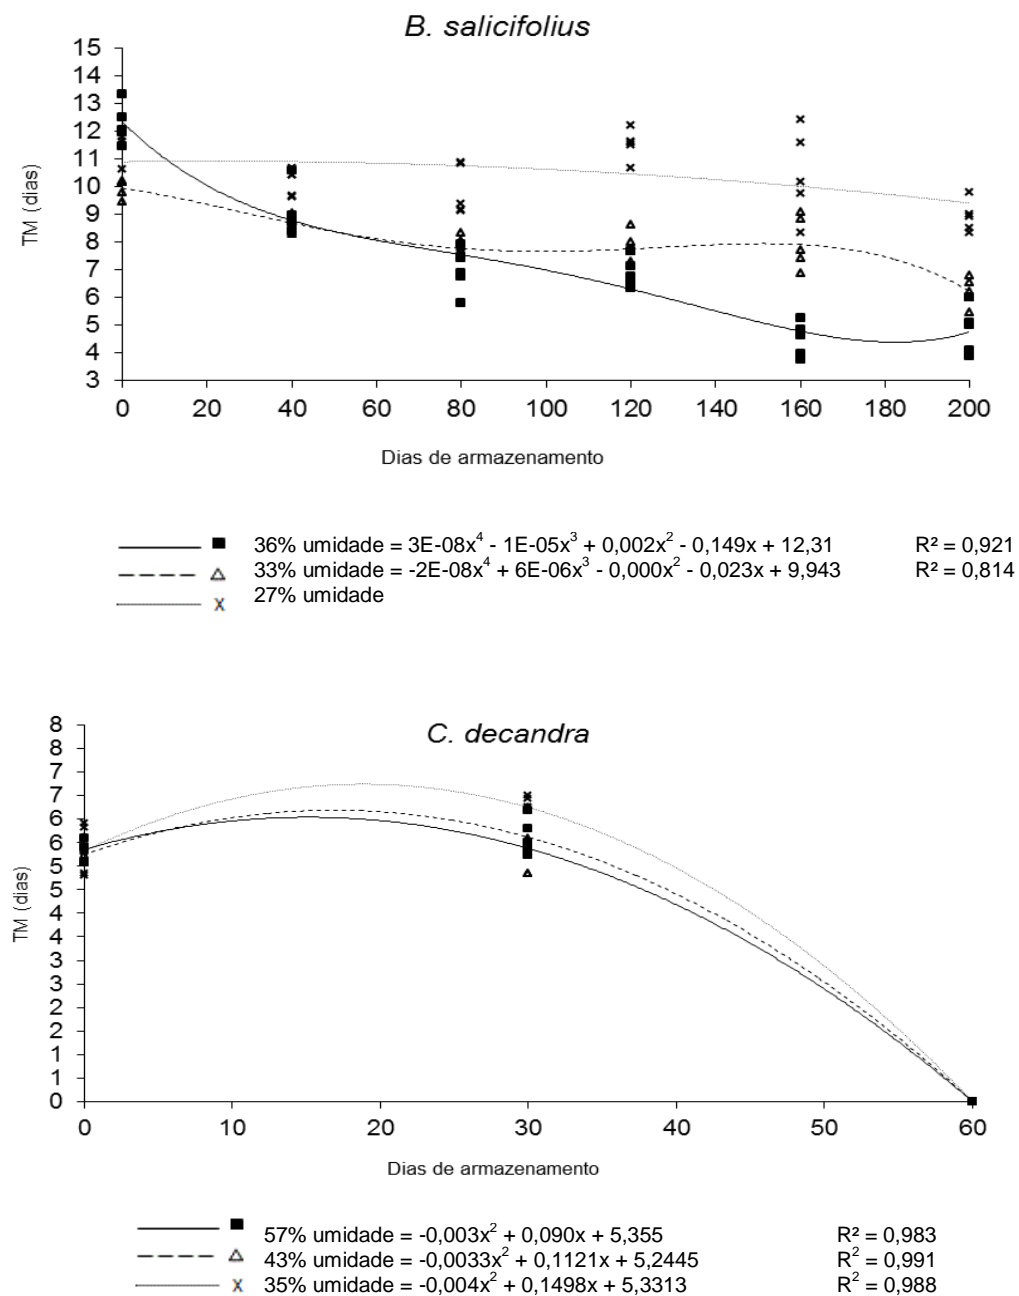 B. salicifolius
15
14
13
12
11
10
9
8
7
6
5
4
3
TM (dias)
0 20 40 60 80 100 120 140 160 180 200
Dias de armazenamento
36% umidade = 3E-08x⁴ - 1E-05x³ + 0,002x² - 0,149x + 12,31 R² = 0,921
33% umidade = -2E-08x⁴ + 6E-06x³ - 0,000x² - 0,023x + 9,943 R² = 0,814
27% umidade
C. decandra
8
8
7
7
6
6
5
5
4
4
3
3
2
2
1
1
0
TM (dias)
0 10 20 30 40 50 60
Dias de armazenamento
57% umidade = -0,003x² + 0,090x + 5,355 R² = 0,983
43% umidade = -0,0033x² + 0,1121x + 5,2445 R² = 0,991
35% umidade = -0,004x² + 0,1498x + 5,3313 R² = 0,988